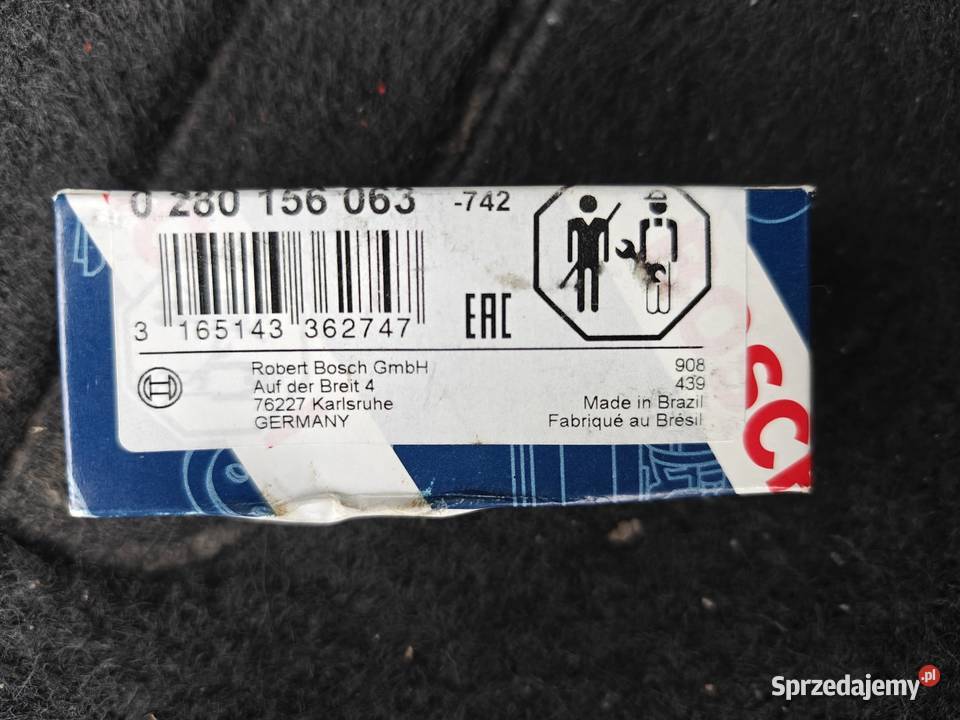 0 280 156 063 -742
3 165143 362747
EAC
Robert Bosch GmbH
Auf der Breit 4
76227 Karlsruhe
GERMANY
908
439
Made in Brazil
Fabriqué au Brésil
Sprzedajemy.pl